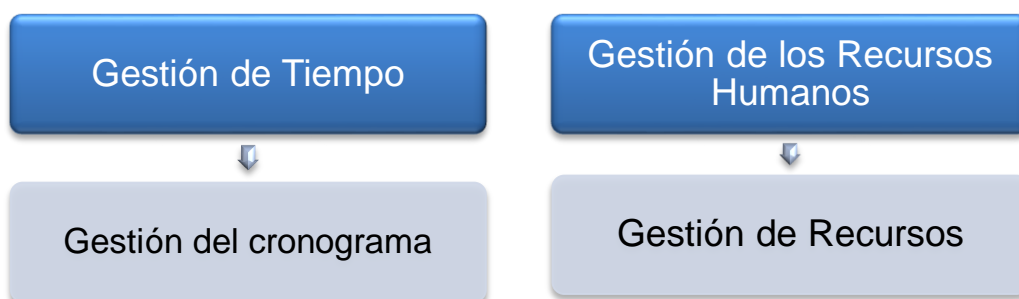 Gestión de Tiempo
Gestión del cronograma
Gestión de los Recursos
Humanos
Gestión de Recursos